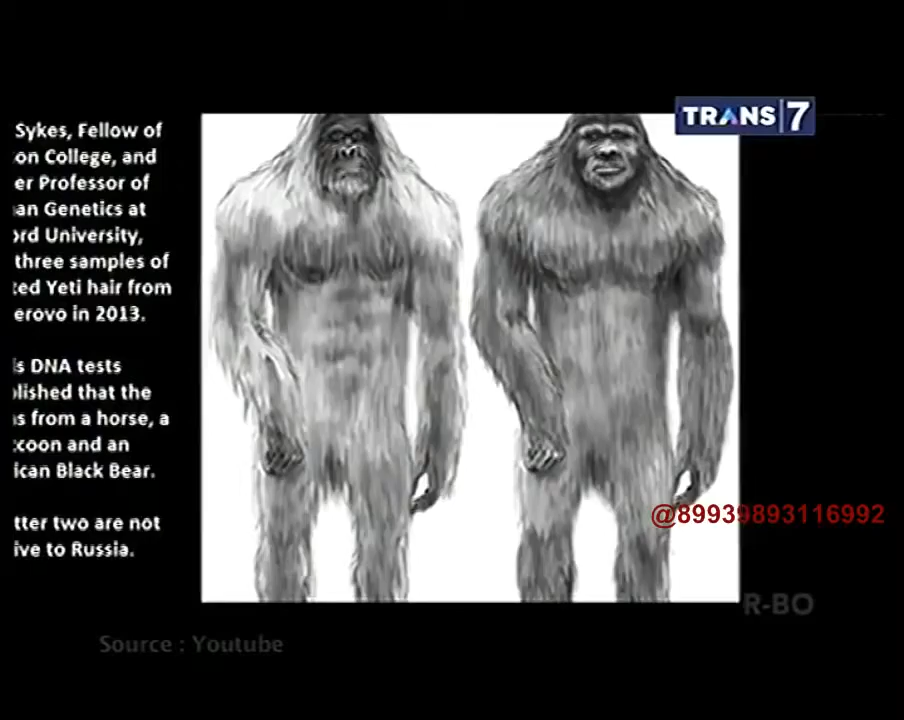 Sykes, Fellow of
on College, and
er Professor of
an Genetics at
ord University,
three samples of
ted Yeti hair from
erovo in 2013.
is DNA tests
lished that the
as from a horse, a
coon and an
ican Black Bear.
tter two are not
ive to Russia.
TRANS 7
@89939893116992
R-BO
Source : Youtube